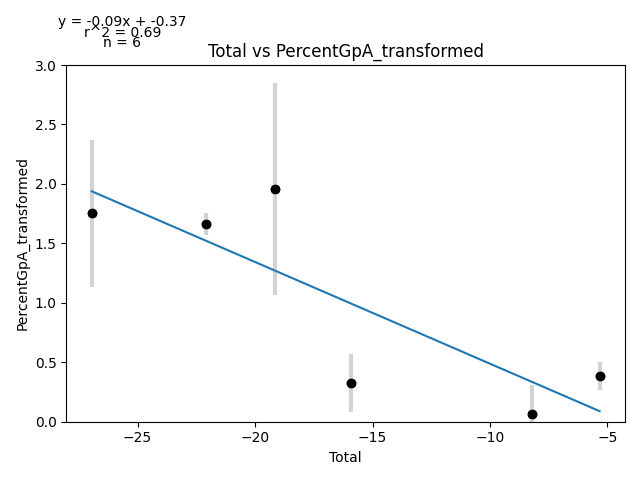 y = -0.09x + -0.37
r^2 = 0.69
n = 6
Total vs PercentGpA_transformed
3.0
2.5
2.0
1.5
1.0
0.5
0.0
PercentGpA_transformed
−25
−20
−15
−10
−5
Total